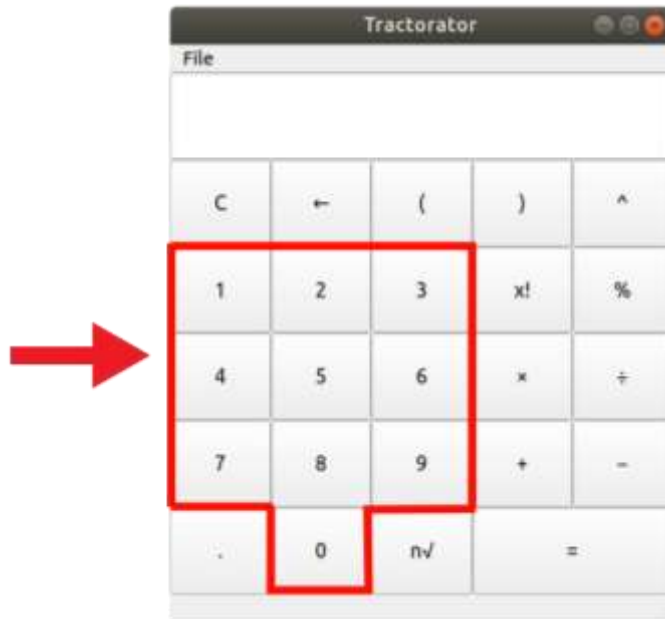 Tractorator
File
C ← ( ) ^
1 2 3 x! %
4 5 6 × ÷
7 8 9 + −
. 0 n√ =